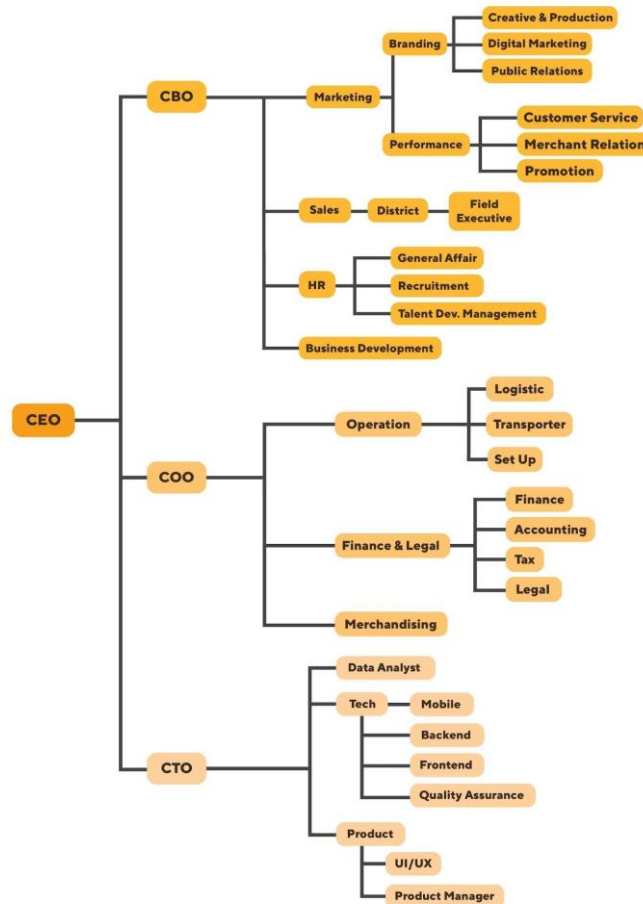 Creative & Production
Branding
Digital Marketing
Public Relations
CBO
Marketing
Customer Service
Performance
Merchant Relation
Promotion
Sales
District
Field
Executive
General Affair
HR
Recruitment
Talent Dev. Management
Business Development
CEO
Logistic
Operation
Transporter
Set Up
COO
Finance
Accounting
Finance & Legal
Tax
Legal
Merchandising
Data Analyst
Tech
Mobile
Backend
CTO
Frontend
Quality Assurance
Product
UI/UX
Product Manager